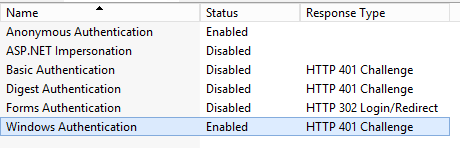 Name Status Response Type
Anonymous Authentication Enabled
ASP.NET Impersonation Disabled
Basic Authentication Disabled HTTP 401 Challenge
Digest Authentication Disabled HTTP 401 Challenge
Forms Authentication Disabled HTTP 302 Login/Redirect
Windows Authentication Enabled HTTP 401 Challenge